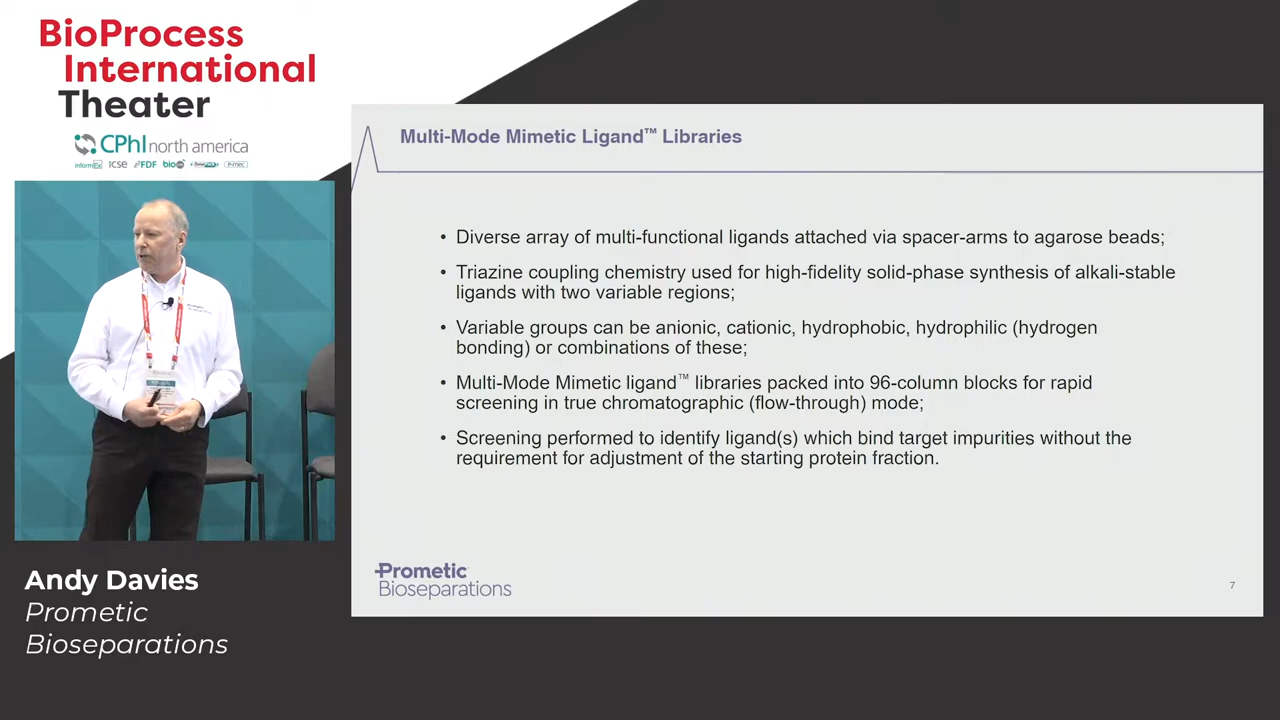 BioProcess
International
Theater
CPhI north america
informEx icse FDF bio
Multi-Mode Mimetic Ligand™ Libraries
• Diverse array of multi-functional ligands attached via spacer-arms to agarose beads;
• Triazine coupling chemistry used for high-fidelity solid-phase synthesis of alkali-stable
ligands with two variable regions;
• Variable groups can be anionic, cationic, hydrophobic, hydrophilic (hydrogen
bonding) or combinations of these;
• Multi-Mode Mimetic ligand™ libraries packed into 96-column blocks for rapid
screening in true chromatographic (flow-through) mode;
• Screening performed to identify ligand(s) which bind target impurities without the
requirement for adjustment of the starting protein fraction.
Prometic
Bioseparations
7
Andy Davies
Prometic
Bioseparations